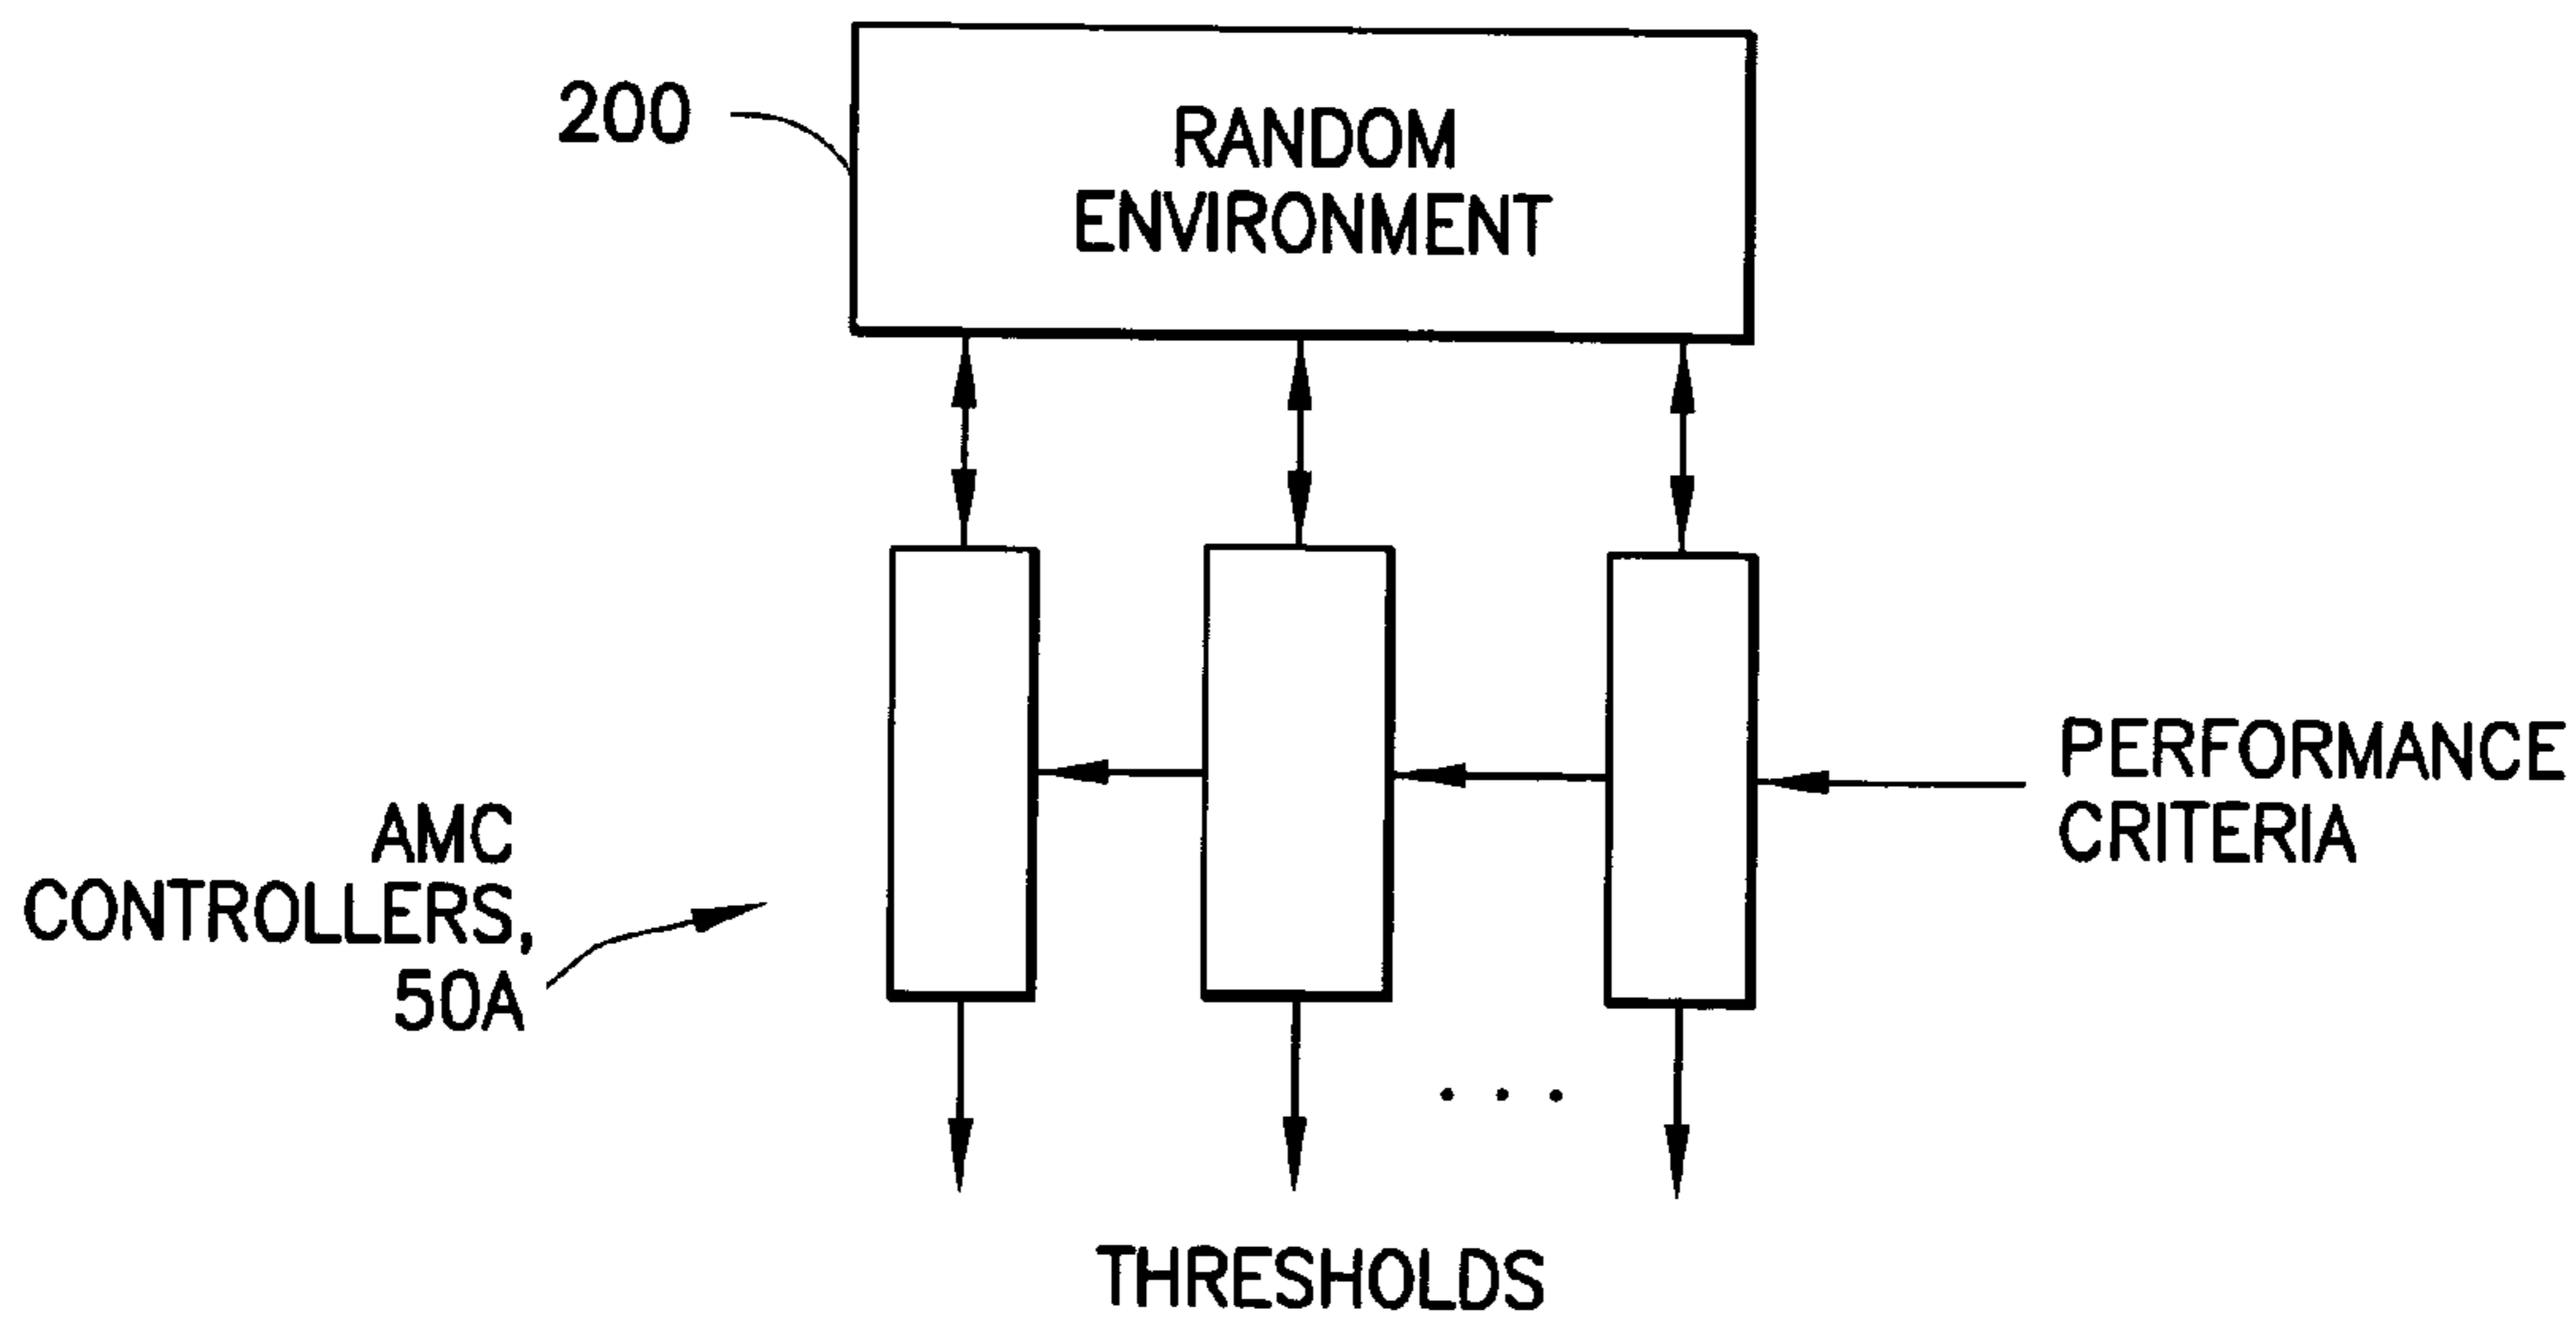 200
RANDOM
ENVIRONMENT
PERFORMANCE
CRITERIA
AMC
CONTROLLERS,
50A
. . .
THRESHOLDS